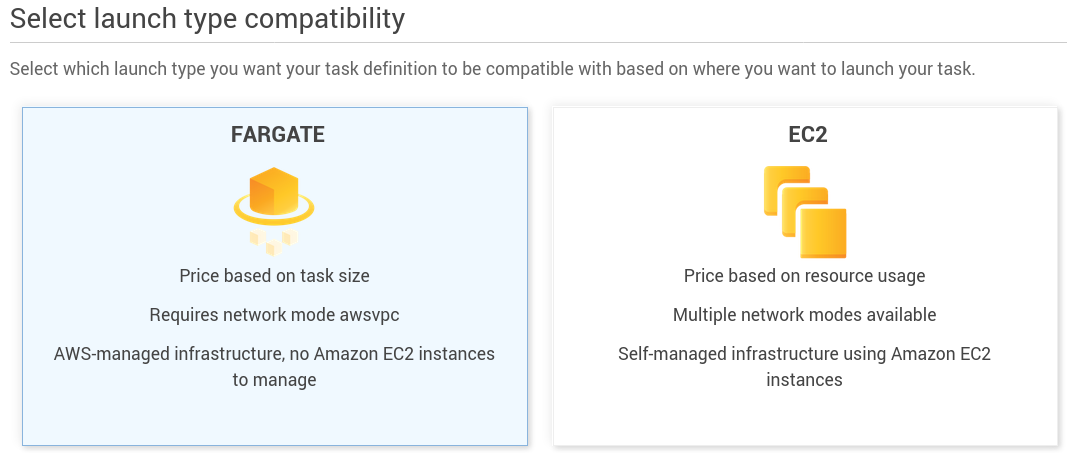 Select launch type compatibility
Select which launch type you want your task definition to be compatible with based on where you want to launch your task.
FARGATE
Price based on task size
Requires network mode awsvpc
AWS-managed infrastructure, no Amazon EC2 instances
to manage
EC2
Price based on resource usage
Multiple network modes available
Self-managed infrastructure using Amazon EC2
instances